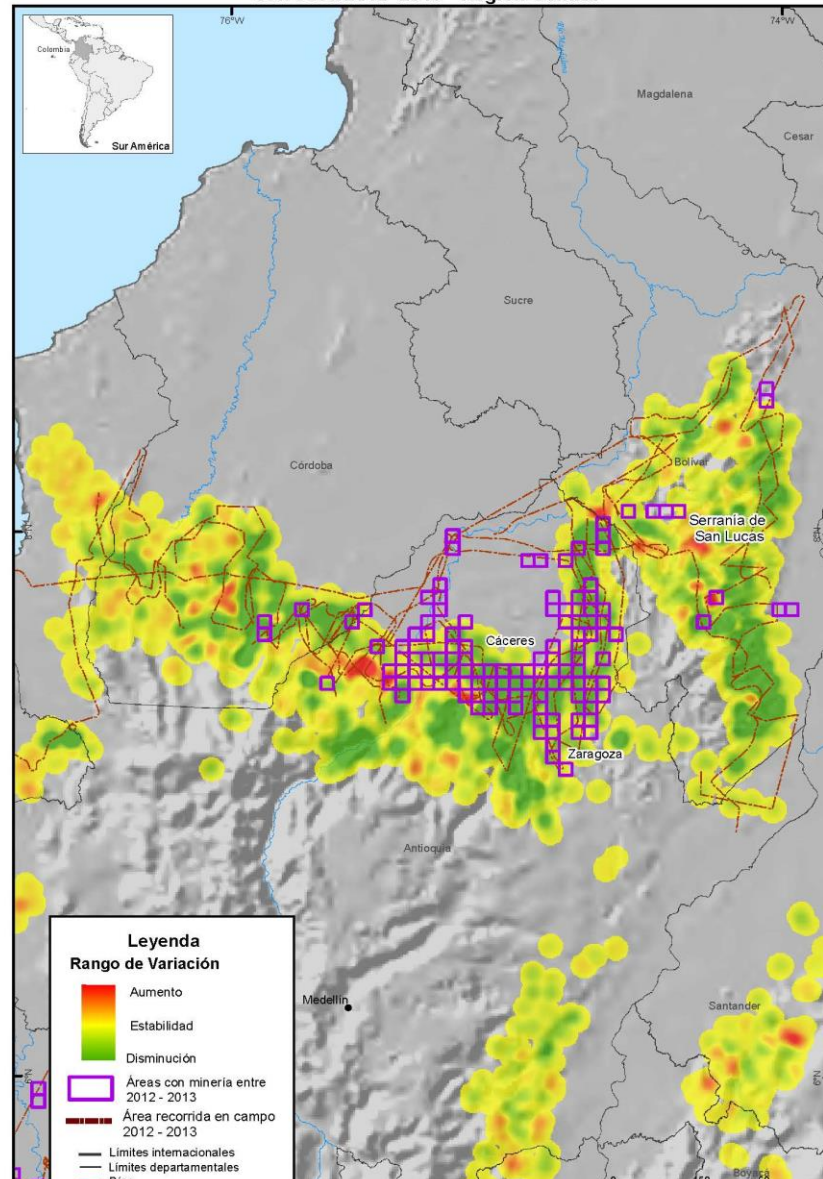 76°W
74°W
Colombia
Sur América
Magdalena
Cesar
Sucre
Córdoba
Bolívar
Serranía de
San Lucas
Cáceres
Zaragoza
Antioquia
Medellín
Santander
Boyacá
Leyenda
Rango de Variación
Aumento
Estabilidad
Disminución
Áreas con minería entre
2012 - 2013
Área recorrida en campo
2012 - 2013
Límites internacionales
Límites departamentales